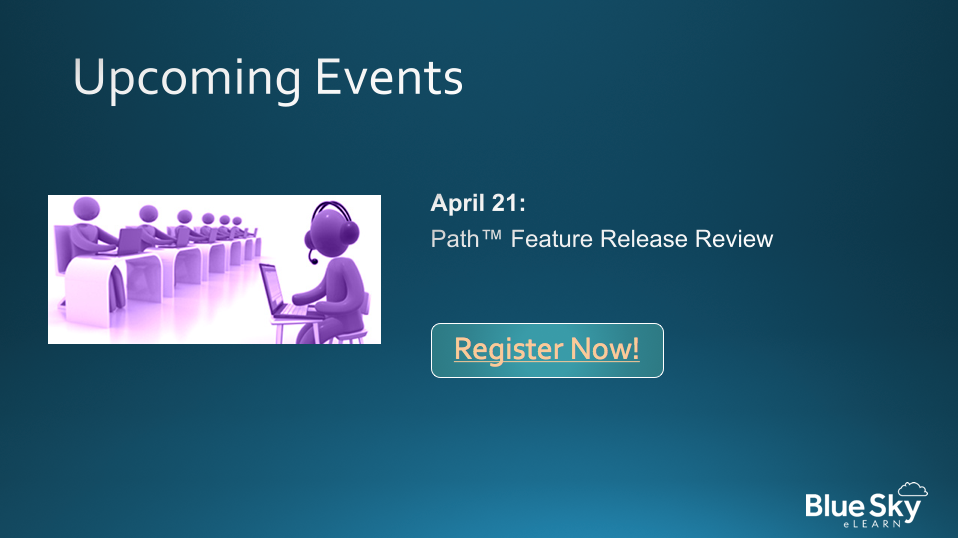 Upcoming Events
April 21:
Path™ Feature Release Review
Register Now!
Blue Sky
eLEARN